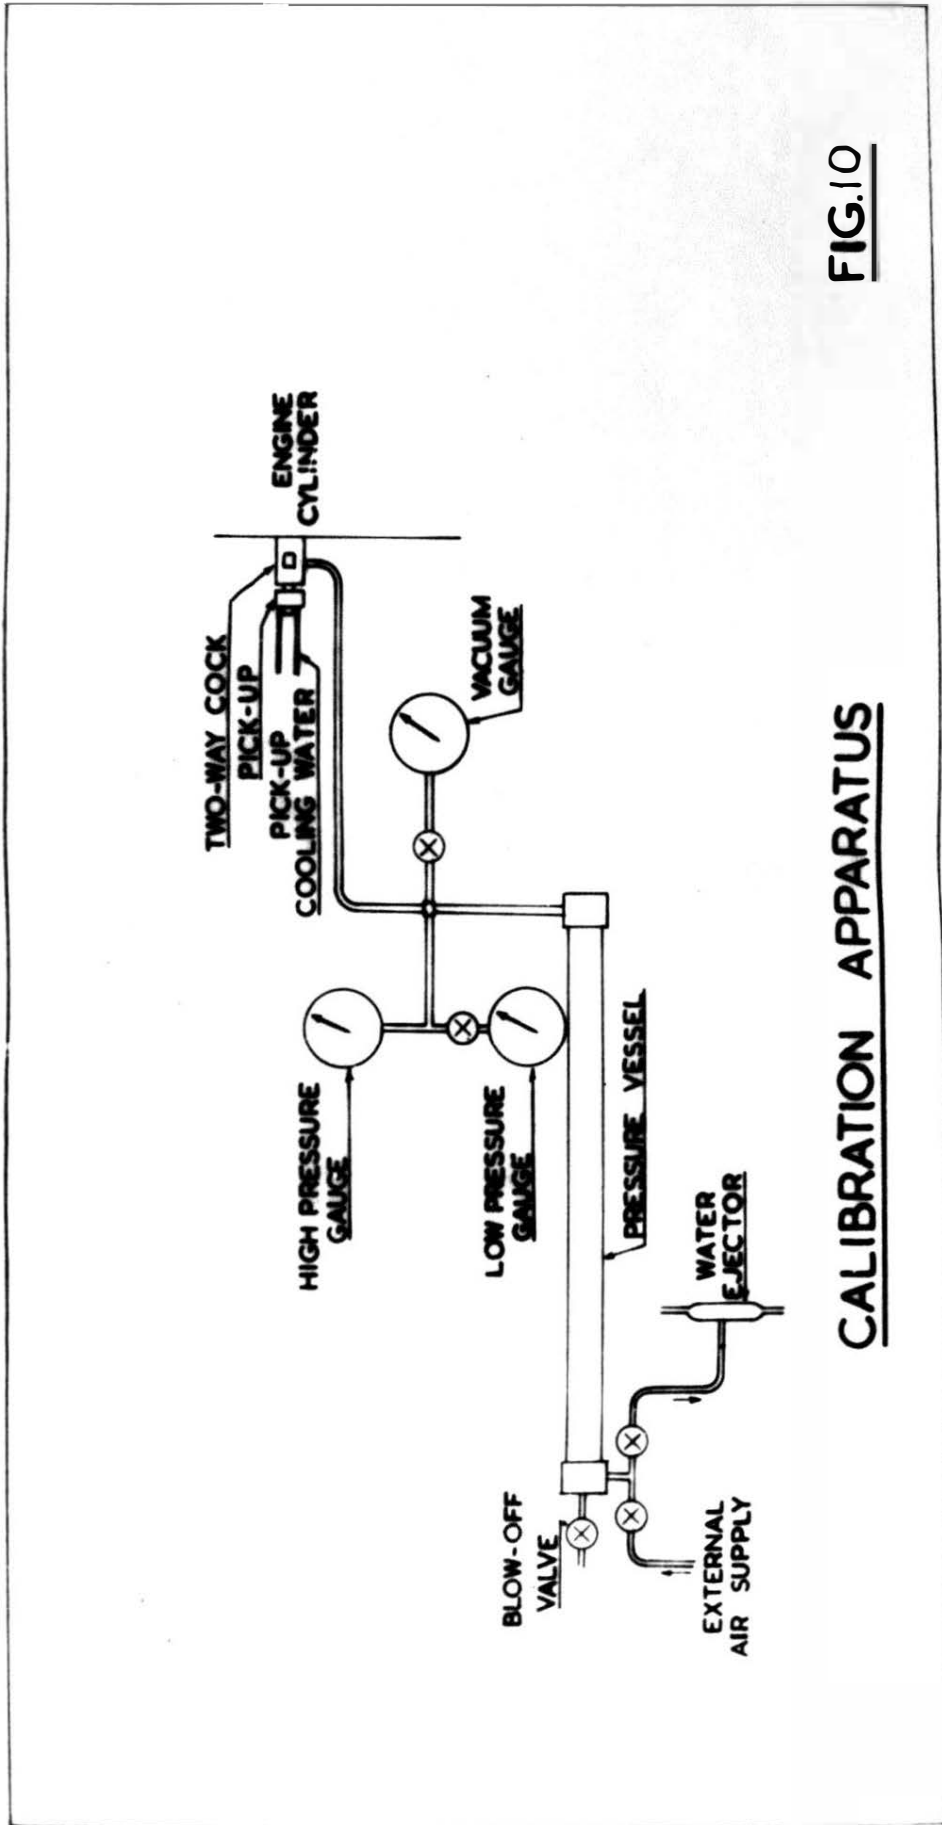 TWO-WAY COCK
PICK-UP
PICK-UP
COOLING WATER
ENGINE
CYLINDER
HIGH PRESSURE
GAUGE
VACUUM
GAUGE
LOW PRESSURE
GAUGE
BLOW-OFF
VALVE
PRESSURE VESSEL
WATER
EJECTOR
EXTERNAL
AIR SUPPLY
CALIBRATION APPARATUS
FIG.10